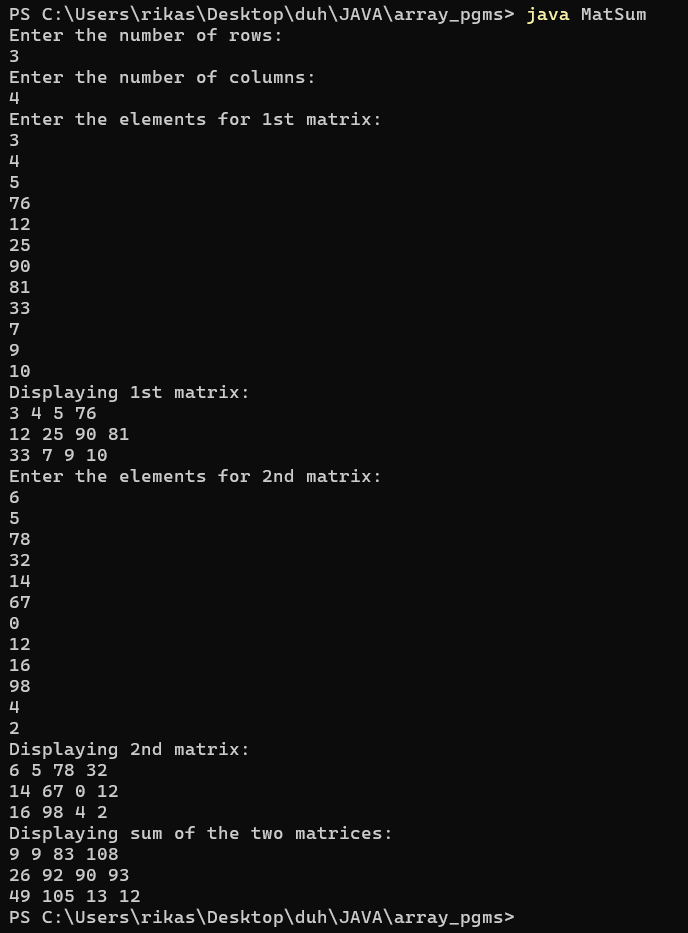 PS C:\Users\rikas\Desktop\duh\JAVA\array_pgms> java MatSum
Enter the number of rows:
3
Enter the number of columns:
4
Enter the elements for 1st matrix:
3
4
5
76
12
25
90
81
33
7
9
10
Displaying 1st matrix:
3 4 5 76
12 25 90 81
33 7 9 10
Enter the elements for 2nd matrix:
6
5
78
32
14
67
0
12
16
98
4
2
Displaying 2nd matrix:
6 5 78 32
14 67 0 12
16 98 4 2
Displaying sum of the two matrices:
9 9 83 108
26 92 90 93
49 105 13 12
PS C:\Users\rikas\Desktop\duh\JAVA\array_pgms>